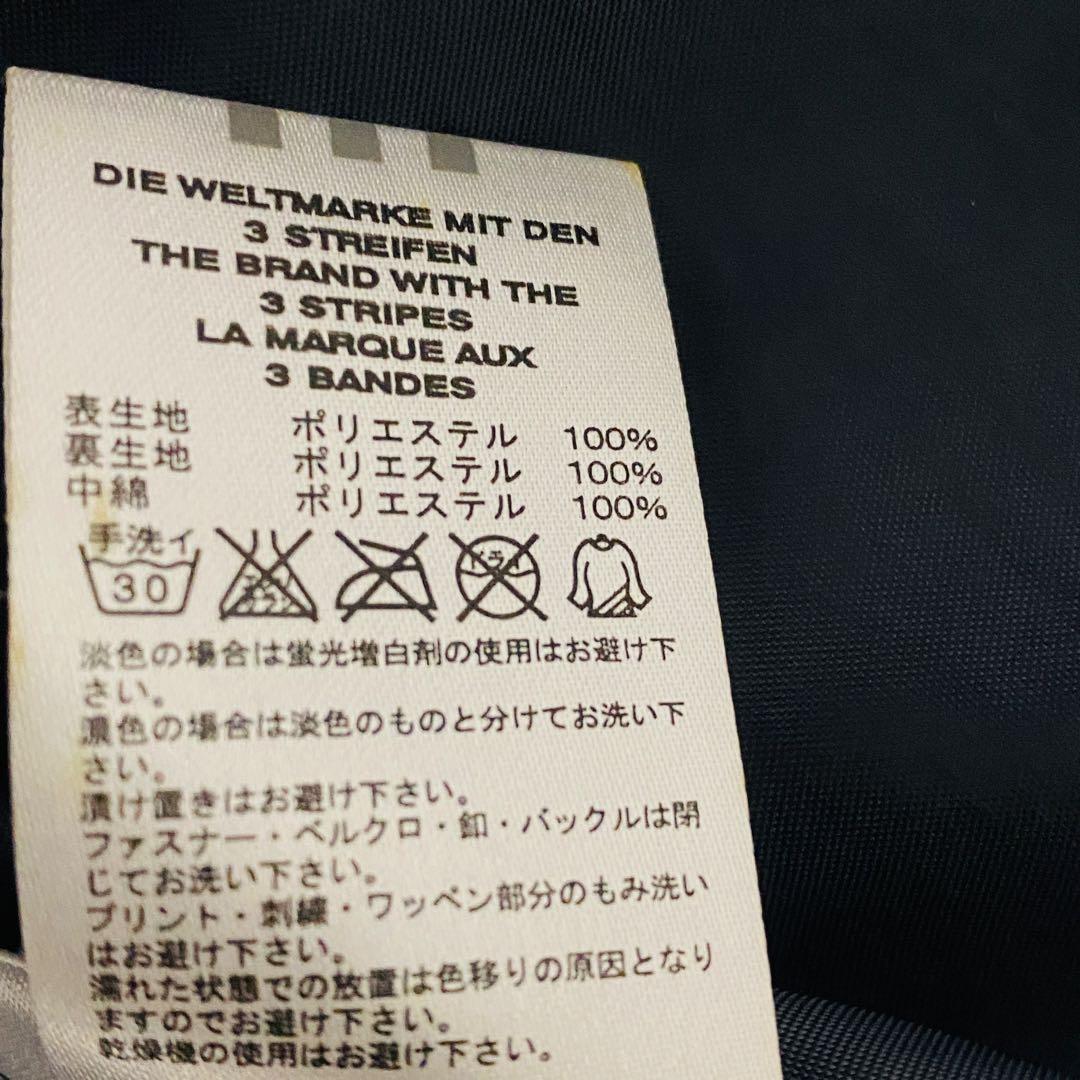 DIE WELTMARKE MIT DEN
3 STREIFEN
THE BRAND WITH THE
3 STRIPES
LA MARQUE AUX
3 BANDES
表生地 ポリエステル 100%
裏生地 ポリエステル 100%
中綿 ポリエステル 100%
手洗イ
30
エンソ
サラシ
ドライ
淡色の場合は蛍光増白剤の使用はお避け下
さい。
濃色の場合は淡色のものと分けてお洗い下
さい。
漬け置きはお避け下さい。
ファスナー・ベルクロ・釦・バックルは閉
じてお洗い下さい。
プリント・刺繍・ワッペン部分のもみ洗い
はお避け下さい。
濡れた状態での放置は色移りの原因となり
ますのでお避け下さい。
乾燥機の使用はお避け下さい。